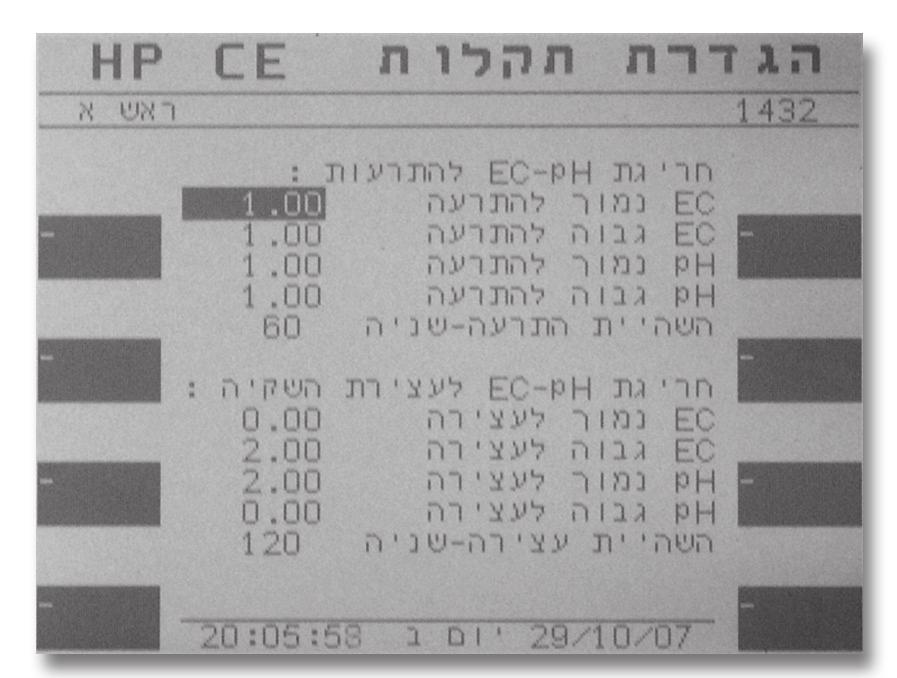 הגדרת תקלות CE HP
1432 ראש א
חריגת EC-pH להתרעות :
EC נמוך להתרעה 1.00
EC גבוה להתרעה 1.00
pH נמוך להתרעה 1.00
pH גבוה להתרעה 1.00
השהיית התרעה-שניה 60
חריגת EC-pH לעצירת השקיה :
EC נמוך לעצירה 0.00
EC גבוה לעצירה 2.00
pH נמוך לעצירה 2.00
pH גבוה לעצירה 0.00
השהיית עצירה-שניה 120
29/10/07 יום ב 20:05:58